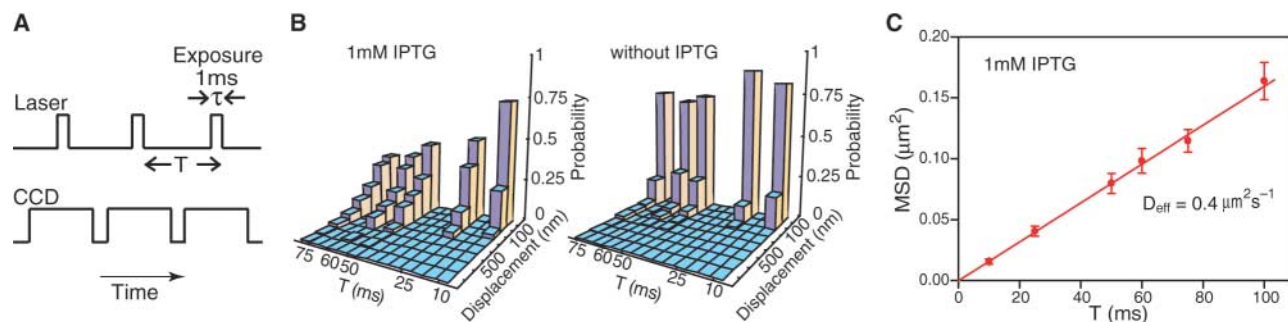 A
Exposure
1ms
τ
Laser
T
CCD
Time
B
1mM IPTG
1
0.75
0.5
0.25
0
Probability
100
500
Displacement (nm)
75 60 50 25 10
T (ms)
without IPTG
1
0.75
0.5
0.25
0
Probability
100
500
Displacement (nm)
75 60 50 25 10
T (ms)
C
1mM IPTG
0.20
0.15
0.10
0.05
0.00
MSD (μm²)
D_eff = 0.4 μm²s⁻¹
0 20 40 60 80 100
T (ms)